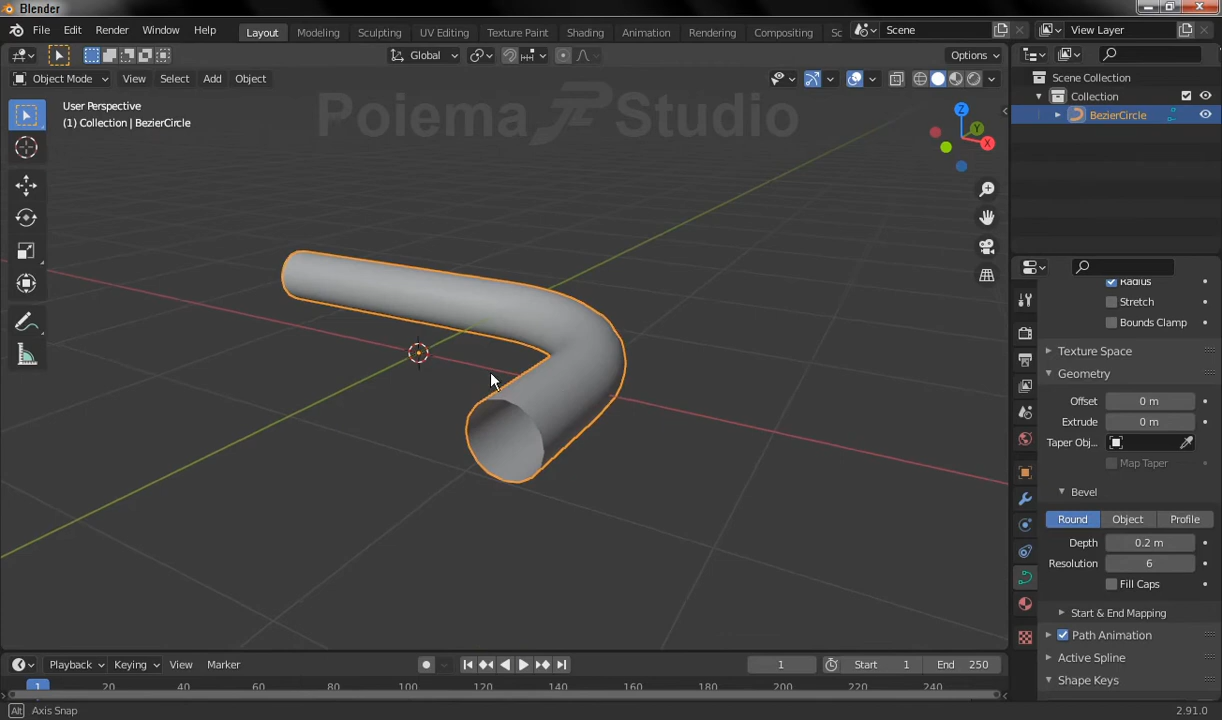 Blender
File Edit Render Window Help Layout Modeling Sculpting UV Editing Texture Paint Shading Animation Rendering Compositing Sc Scene View Layer
Global Options
Object Mode View Select Add Object
User Perspective
(1) Collection | BezierCircle
Poiema Studio
Z
Y
X
Scene Collection
Collection
BezierCircle
Radius
Stretch
Bounds Clamp
Texture Space
Geometry
Offset 0 m
Extrude 0 m
Taper Obj...
Map Taper
Bevel
Round Object Profile
Depth 0.2 m
Resolution 6
Fill Caps
Start & End Mapping
Path Animation
Active Spline
Shape Keys
Playback Keying View Marker 1 Start 1 End 250
1 20 40 60 80 100 120 140 160 180 200 220 240
Alt Axis Snap 2.91.0